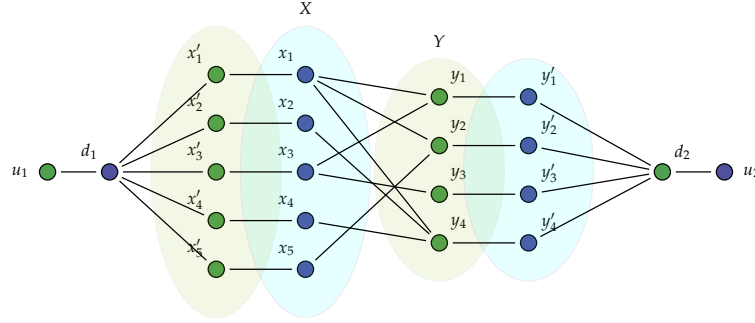 X
Y
x′₁ x₁ y₁ y′₁
x′₂ x₂ y₂ y′₂
u₁ d₁ x′₃ x₃ y₃ y′₃ d₂ u₂
x′₄ x₄ y₄ y′₄
x′₅ x₅